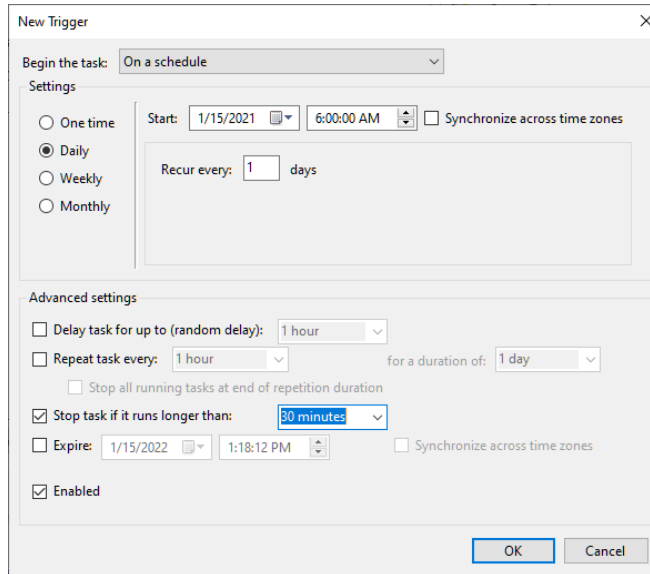 New Trigger
Begin the task: On a schedule
Settings
One time
Start: 1/15/2021 6:00:00 AM Synchronize across time zones
Daily
Recur every: 1 days
Weekly
Monthly
Advanced settings
Delay task for up to (random delay): 1 hour
Repeat task every: 1 hour for a duration of: 1 day
Stop all running tasks at end of repetition duration
Stop task if it runs longer than: 30 minutes
Expire: 1/15/2022 1:18:12 PM Synchronize across time zones
Enabled
OK Cancel